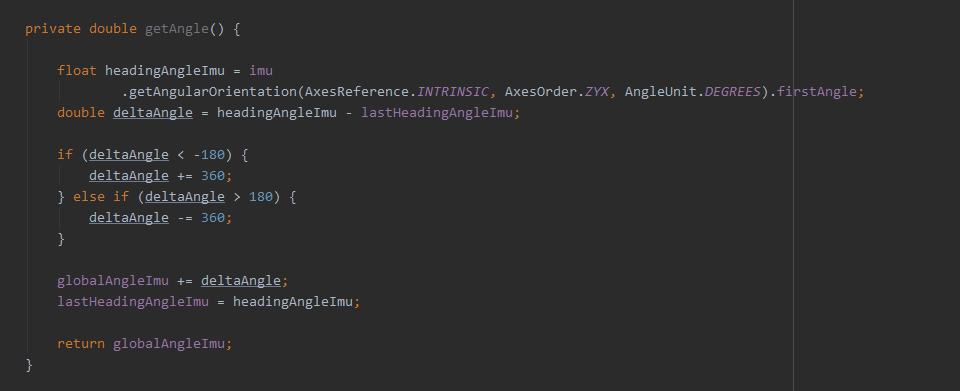 private double getAngle() {
float headingAngleImu = imu
.getAngularOrientation(AxesReference.INTRINSIC, AxesOrder.ZYX, AngleUnit.DEGREES).firstAngle;
double deltaAngle = headingAngleImu - lastHeadingAngleImu;
if (deltaAngle < -180) {
deltaAngle += 360;
} else if (deltaAngle > 180) {
deltaAngle -= 360;
}
globalAngleImu += deltaAngle;
lastHeadingAngleImu = headingAngleImu;
return globalAngleImu;
}